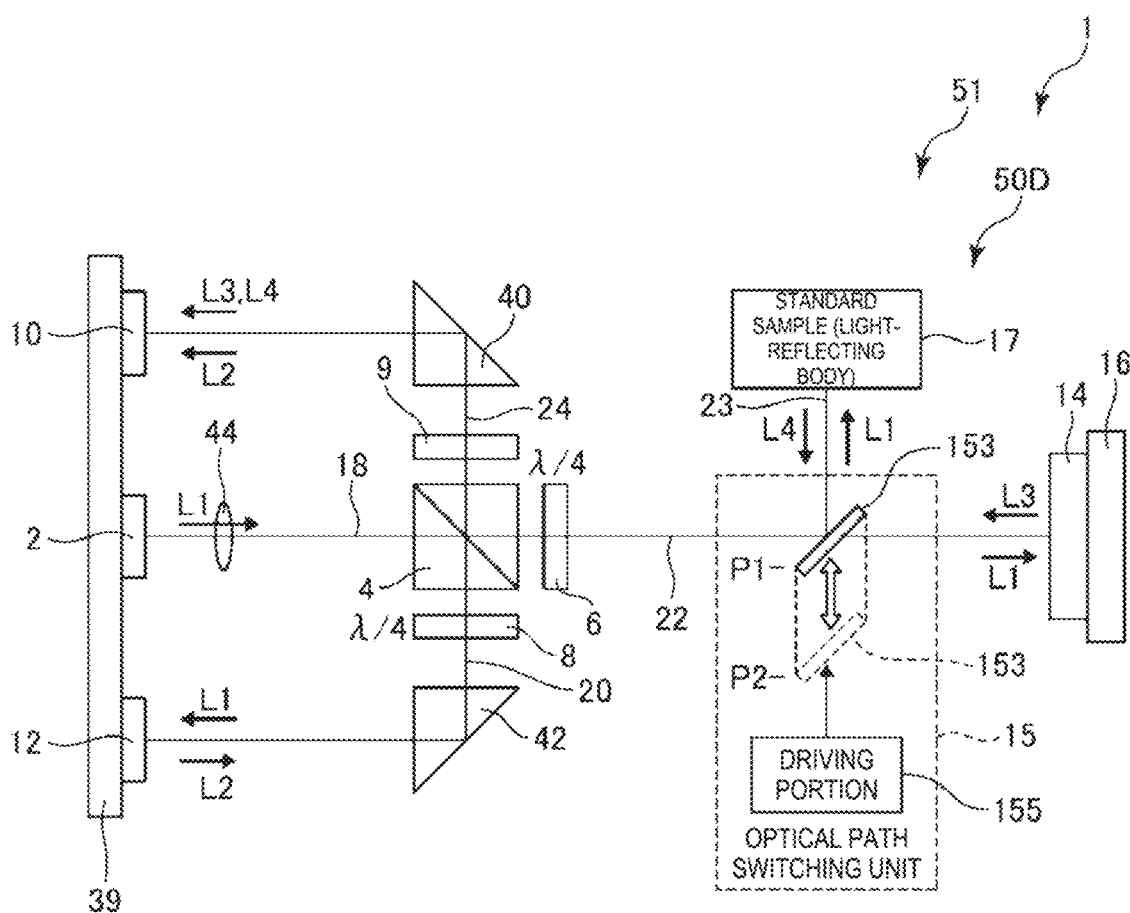 1
51
50D
L3,L4
10
L2
40
9
24
STANDARD
SAMPLE (LIGHT-
REFLECTING
BODY)
17
23
L4
L1
14
16
44
λ/4
153
L1
18
2
4
6
22
P1
L3
L1
λ/4
8
20
P2
153
L1
12
L2
42
DRIVING
PORTION
15
155
OPTICAL PATH
SWITCHING UNIT
39